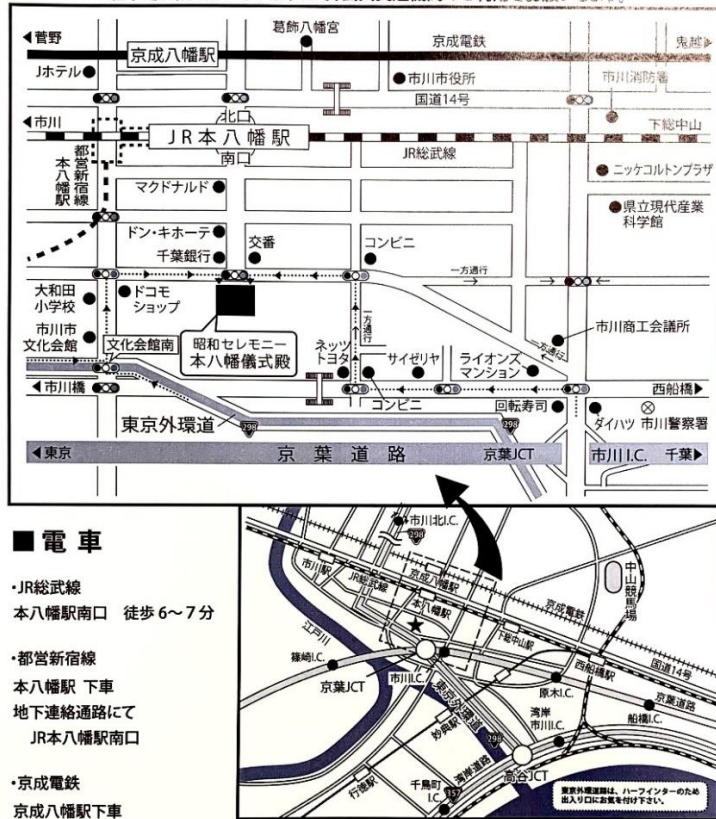 ◀菅野
京成八幡駅
葛飾八幡宮
京成電鉄
鬼越▶
Jホテル
市川市役所
市川消防署
国道14号
◀市川
北口
JR本八幡駅
南口
下総中山
JR総武線
都営新宿線
本八幡駅
マクドナルド
ニッケコルトンプラザ
県立現代産業
科学館
ドン・キホーテ
千葉銀行
交番
コンビニ
一方通行
大和田
小学校
ドコモ
ショップ
市川市
文化会館
文化会館南
昭和セレモニー
本八幡儀式殿
一方通行
ネッツ
トヨタ
サイゼリヤ
ライオンズ
マンション
一方通行
市川商工会議所
◀市川橋
コンビニ
回転寿司
西船橋▶
ダイハツ
市川警察署
東京外環道
298
298
◀東京
京葉道路
京葉JCT
市川I.C.
千葉▶
■電車
・JR総武線
本八幡駅南口 徒歩6〜7分
・都営新宿線
本八幡駅 下車
地下連絡通路にて
JR本八幡駅南口
・京成電鉄
京成八幡駅下車
市川北I.C.
298
市川駅
JR総武線
京成八幡駅
本八幡駅
京成電鉄
中山競馬場
江戸川
下総中山駅
篠崎I.C.
西船橋駅
国道14号
京葉JCT
市川I.C.
東京外環道
原木I.C.
京葉道路
船橋I.C.
妙典駅
298
湾岸
市川I.C.
行徳駅
千鳥町
I.C.
湾岸道路
357
高谷JCT
東京外環道路は、ハーフインターのため
出入り口にお気を付け下さい。